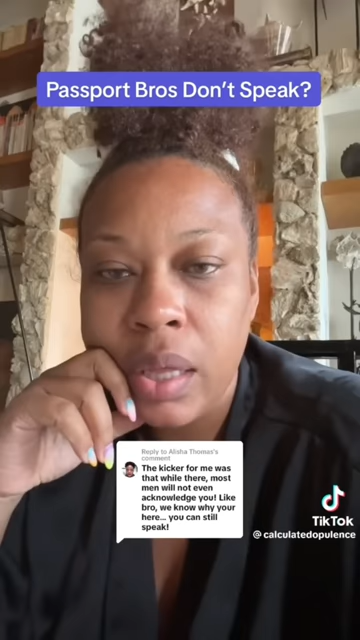 Passport Bros Don't Speak?
Reply to Alisha Thomas's
comment
The kicker for me was
that while there, most
men will not even
acknowledge you! Like
bro, we know why your
here... you can still
speak!
TikTok
@ calculatedopulence